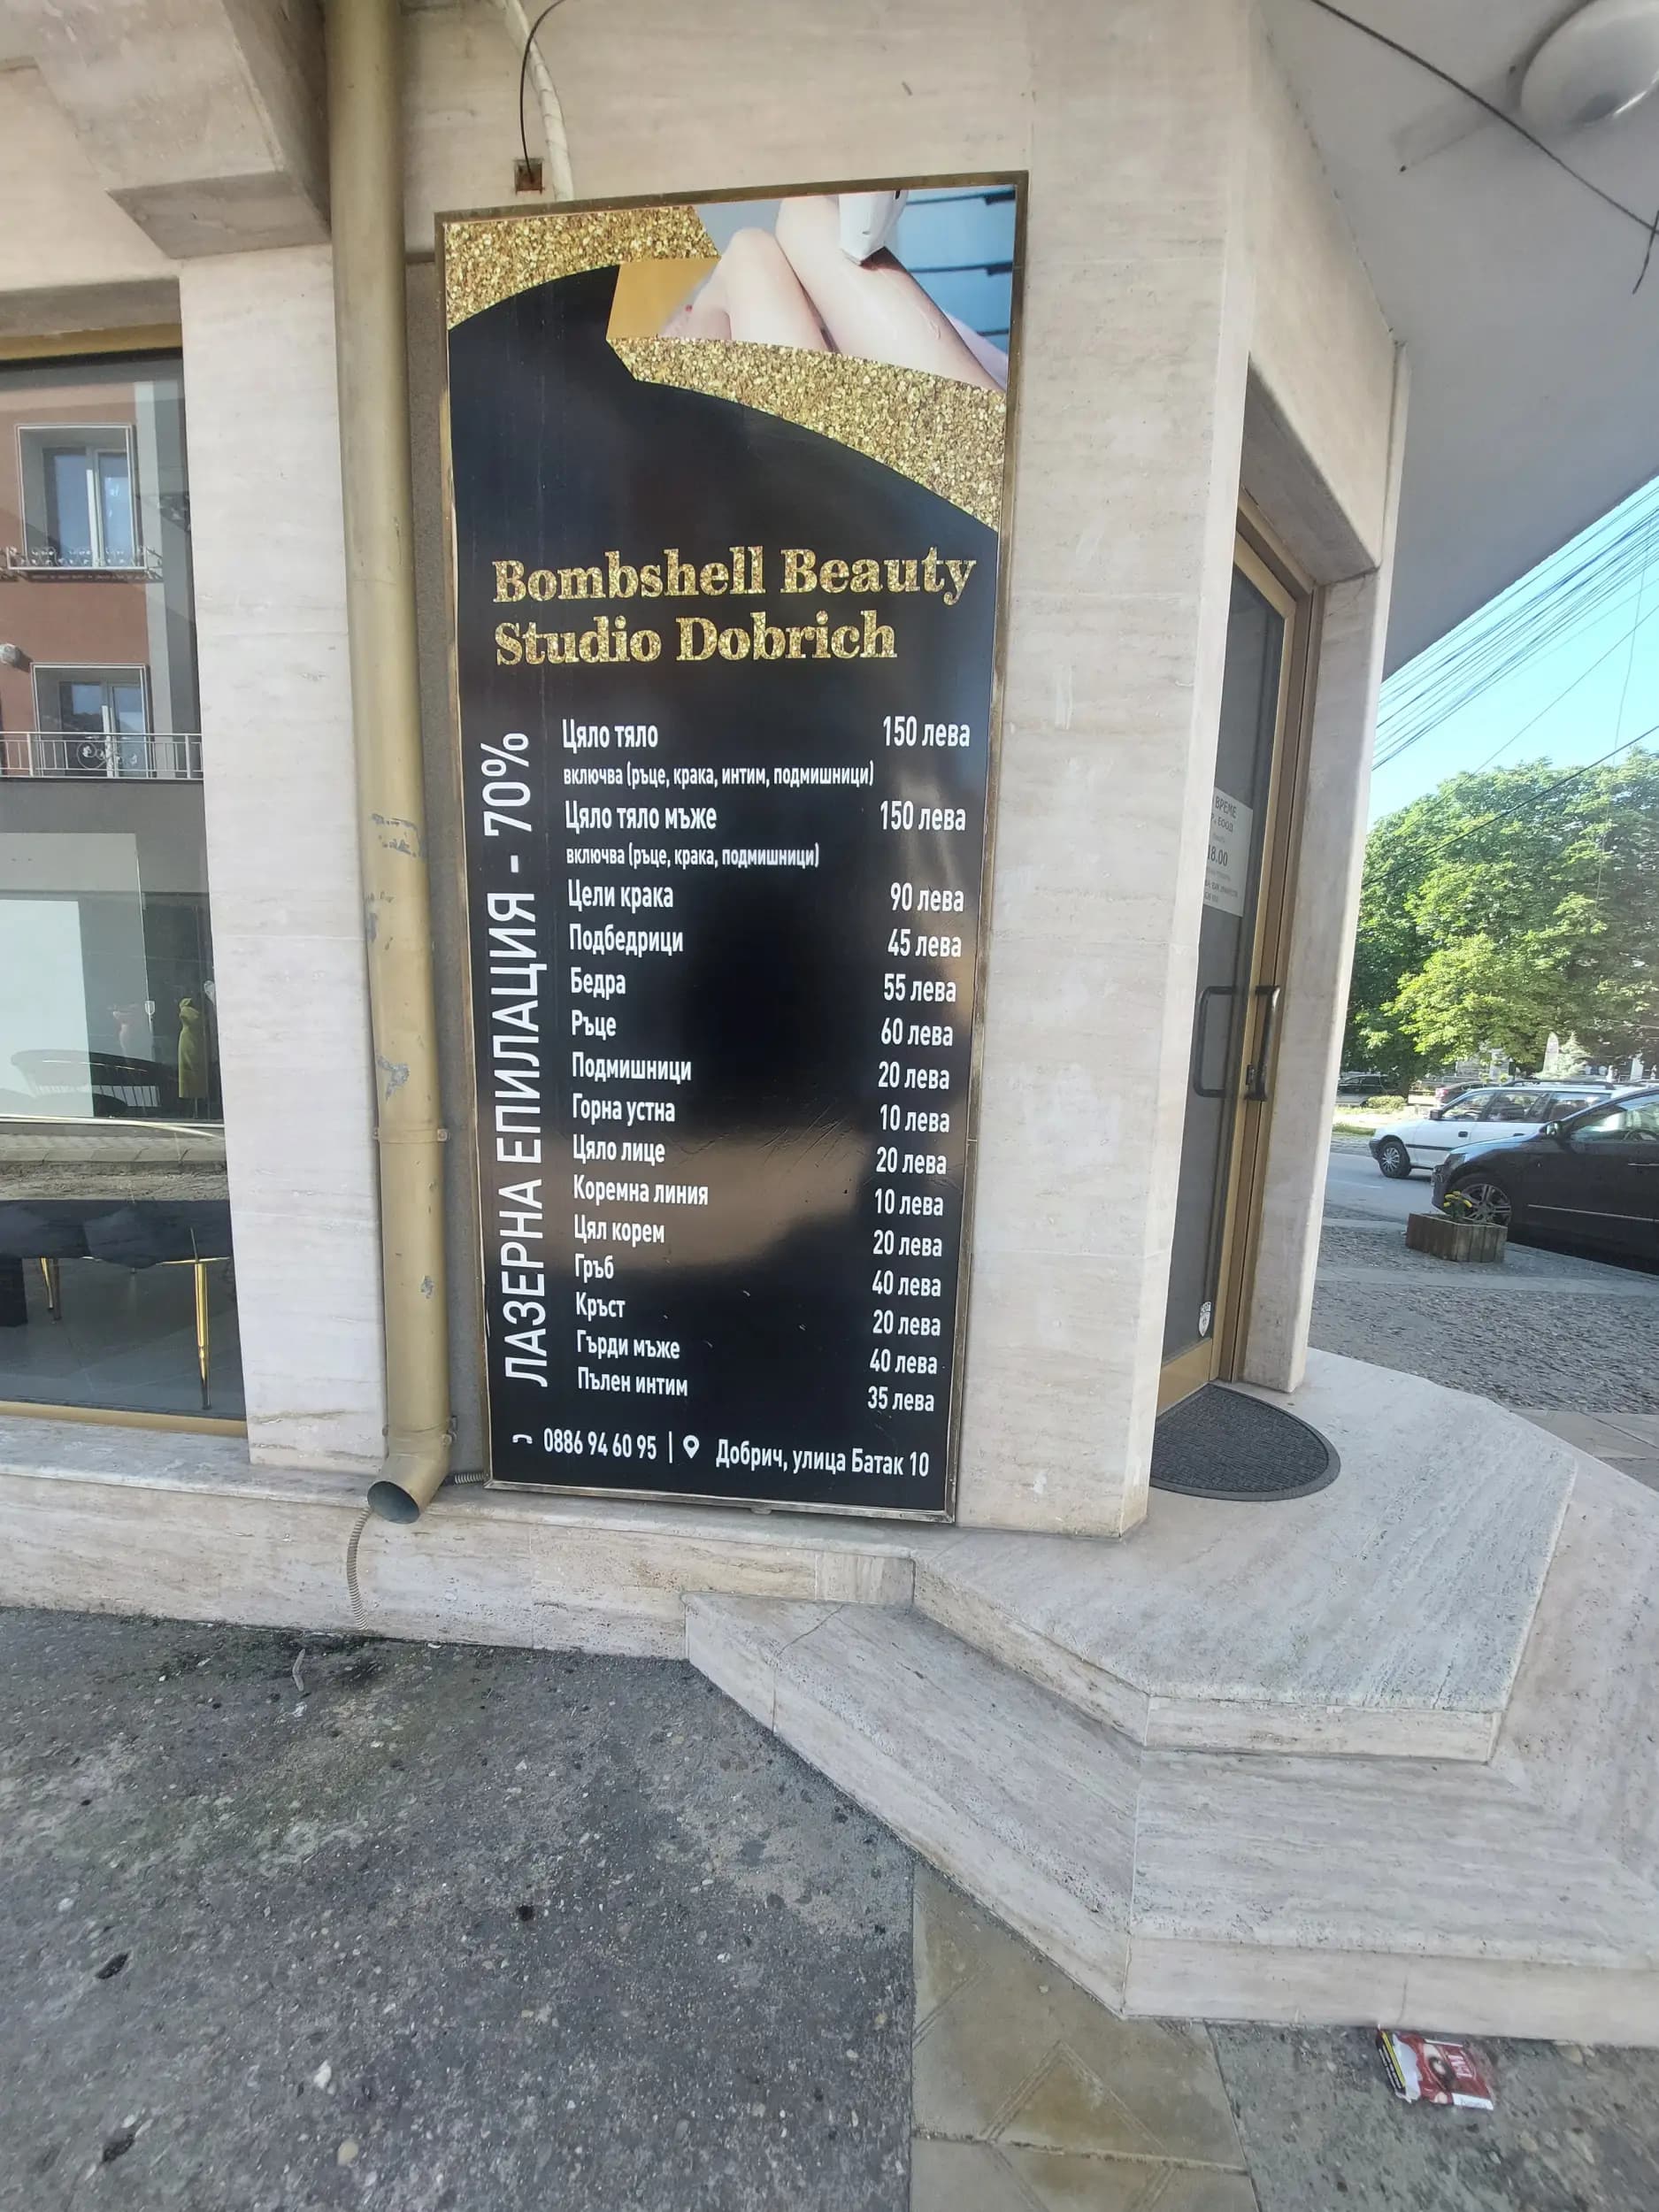 Bombshell Beauty
Studio Dobrich
ЛАЗЕРНА ЕПИЛАЦИЯ - 70%
Цяло тяло 150 лева
включва (ръце, крака, интим, подмишници)
Цяло тяло мъже 150 лева
включва (ръце, крака, подмишници)
Цели крака 90 лева
Подбедрици 45 лева
Бедра 55 лева
Ръце 60 лева
Подмишници 20 лева
Горна устна 10 лева
Цяло лице 20 лева
Коремна линия 10 лева
Цял корем 20 лева
Гръб 40 лева
Кръст 20 лева
Гърди мъже 40 лева
Пълен интим 35 лева
0886 94 60 95 | Добрич, улица Батак 10
ВРЕМЕ
18.00